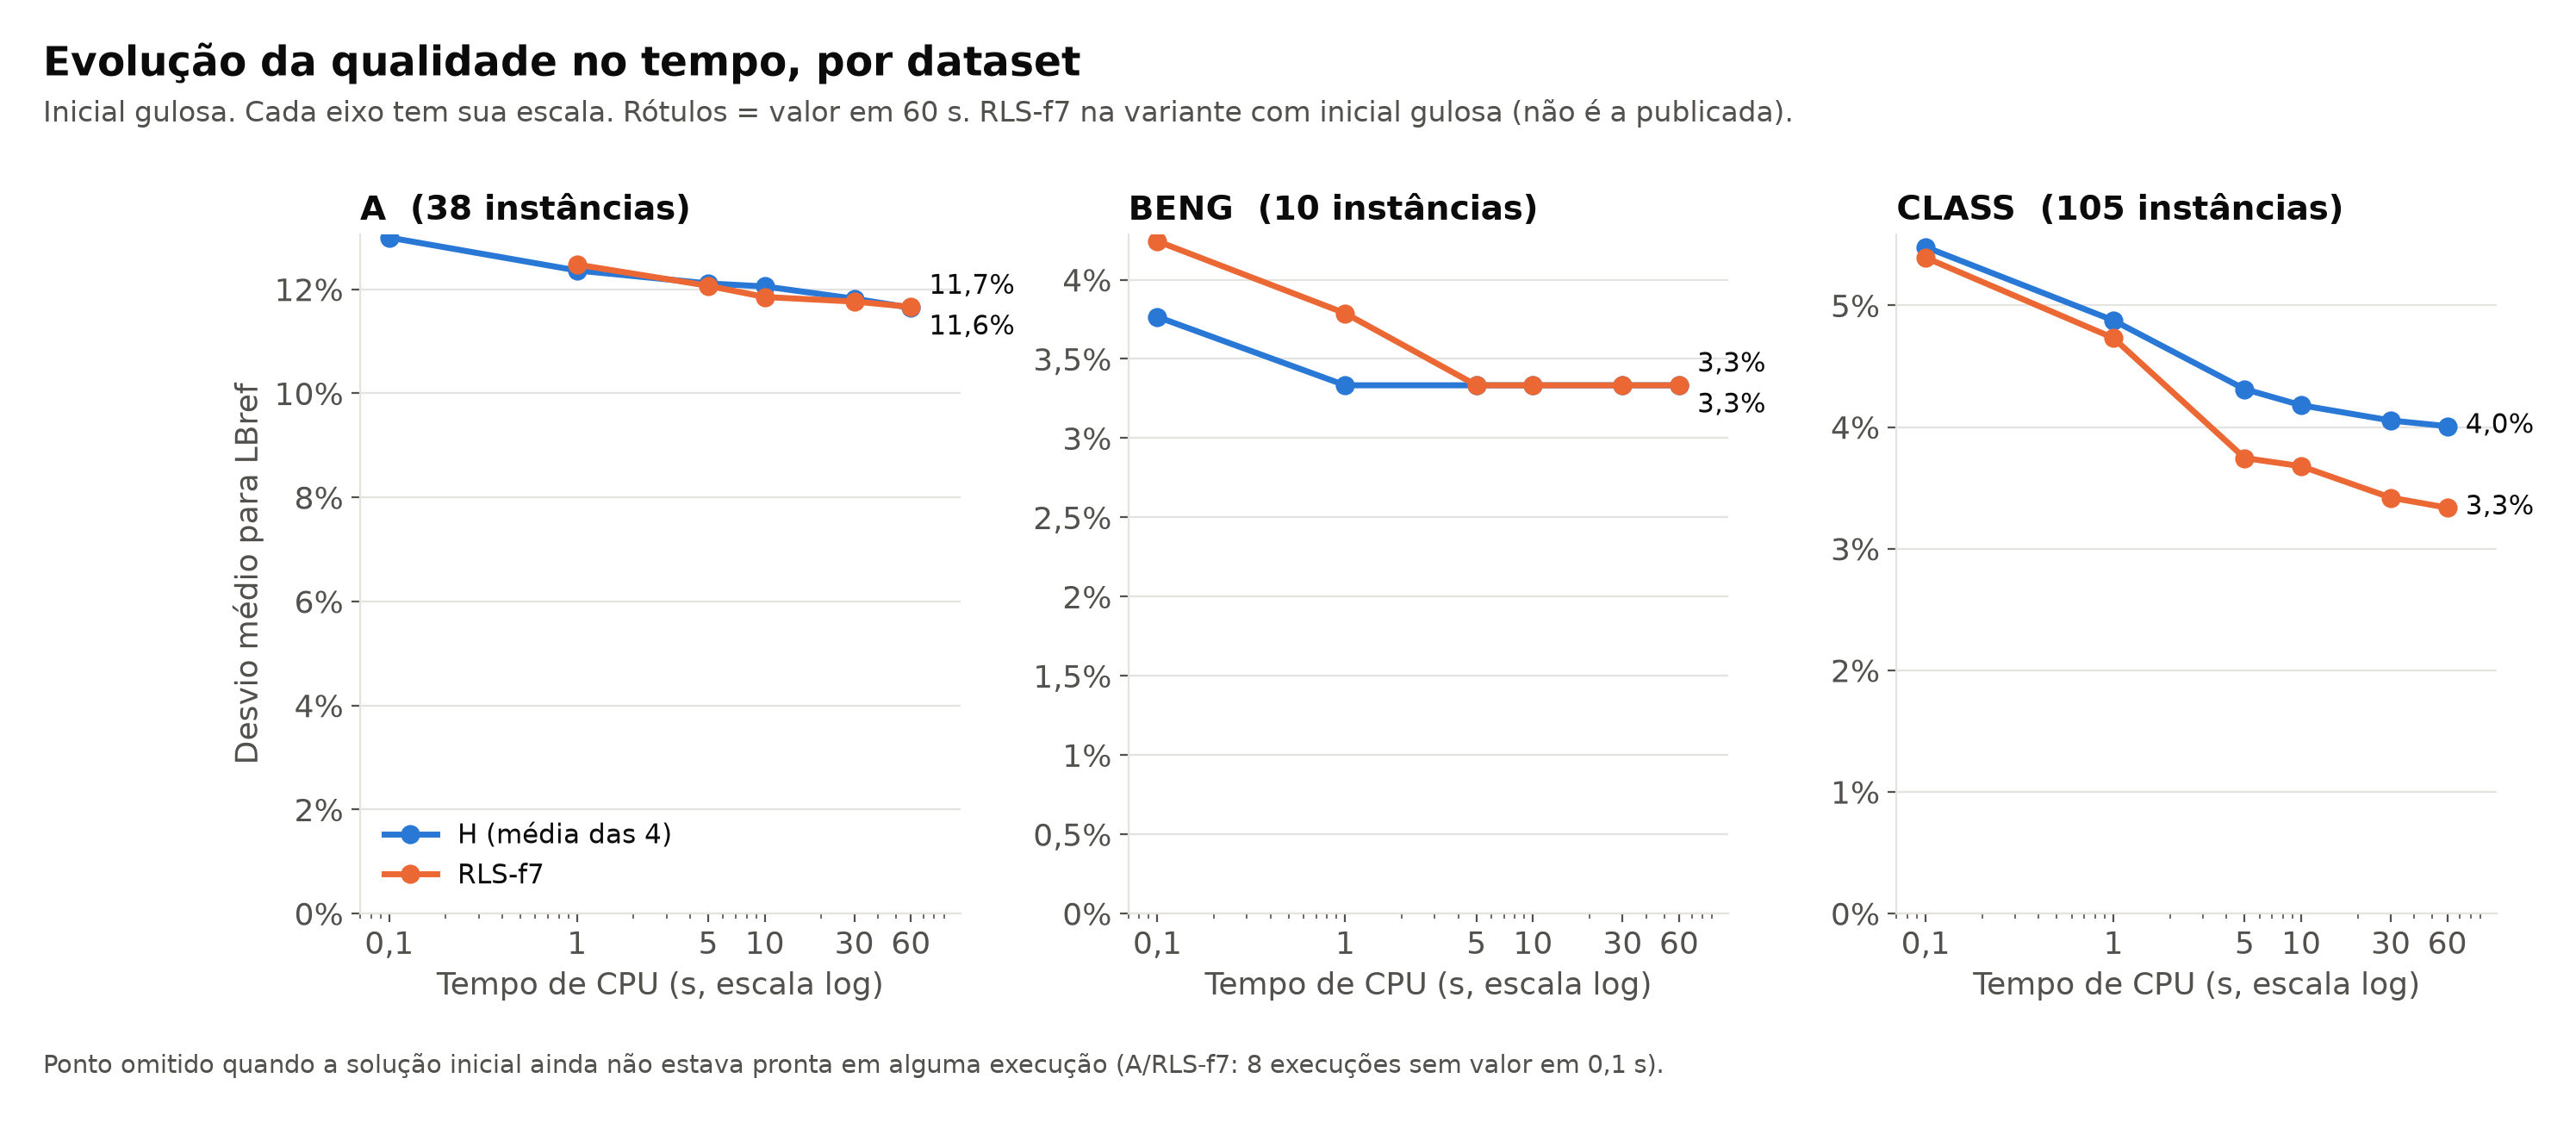 Evolução da qualidade no tempo, por dataset
Inicial gulosa. Cada eixo tem sua escala. Rótulos = valor em 60 s. RLS-f7 na variante com inicial gulosa (não é a publicada).
A (38 instâncias)
Desvio médio para LBref
12%
10%
8%
6%
4%
2%
0%
11,7%
11,6%
H (média das 4)
RLS-f7
0,1 1 5 10 30 60
Tempo de CPU (s, escala log)
BENG (10 instâncias)
4%
3,5%
3%
2,5%
2%
1,5%
1%
0,5%
0%
3,3%
3,3%
0,1 1 5 10 30 60
Tempo de CPU (s, escala log)
CLASS (105 instâncias)
5%
4%
3%
2%
1%
0%
4,0%
3,3%
0,1 1 5 10 30 60
Tempo de CPU (s, escala log)
Ponto omitido quando a solução inicial ainda não estava pronta em alguma execução (A/RLS-f7: 8 execuções sem valor em 0,1 s).